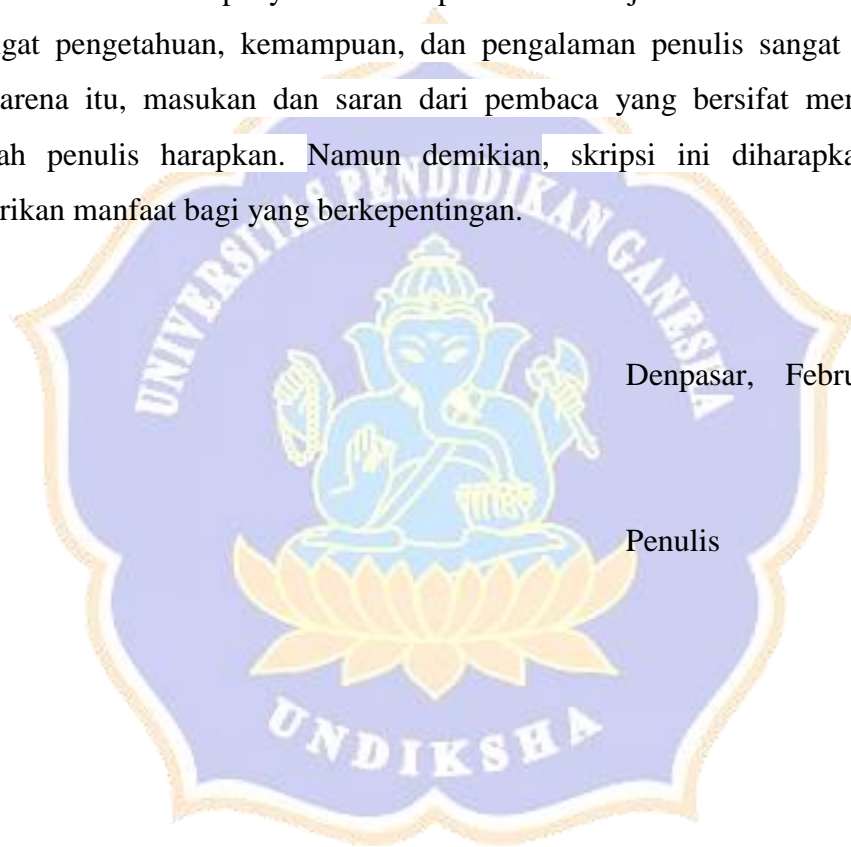 gat pengetahuan, kemampuan, dan pengalaman penulis sangat
arena itu, masukan dan saran dari pembaca yang bersifat men
ah penulis harapkan. Namun demikian, skripsi ini diharapka
rikan manfaat bagi yang berkepentingan.
UNIVERSITAS PENDIDIKAN GANESHA
Denpasar, Febru
Penulis
UNDIKSHA